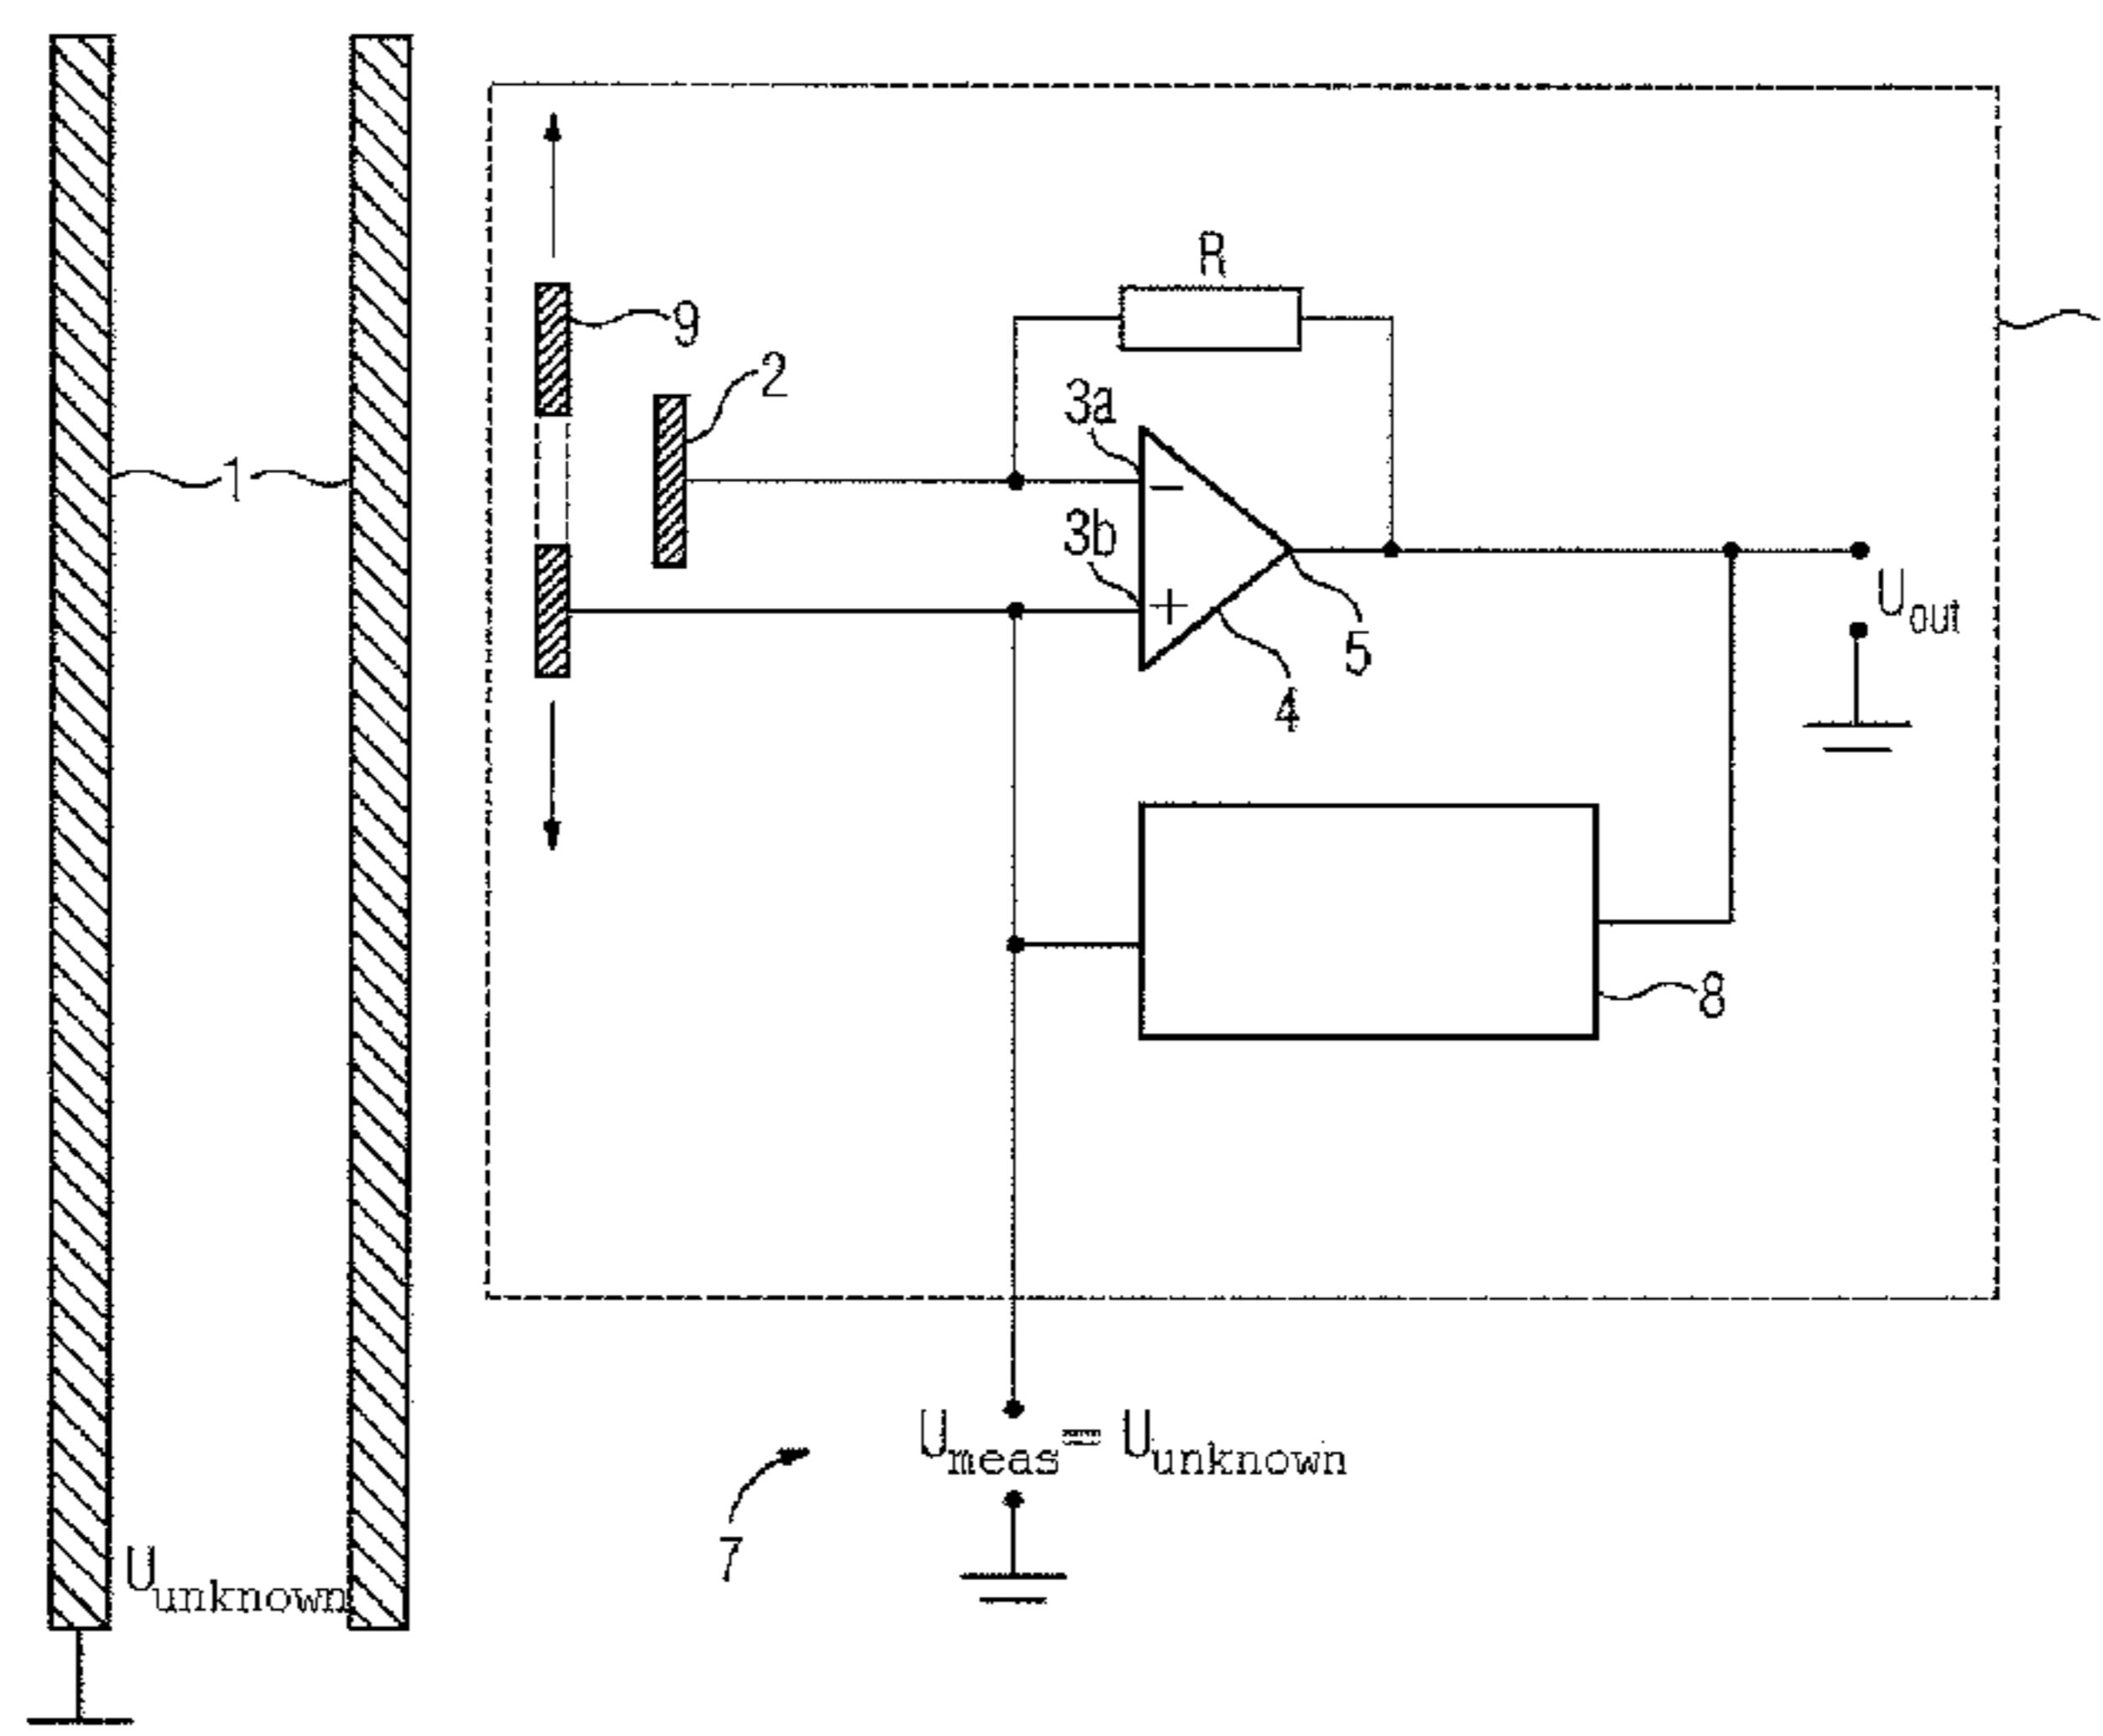 R
9
2
3a
1
−
3b
+
5
U_out
4
8
U_meas = U_unknown
7
U_unknown